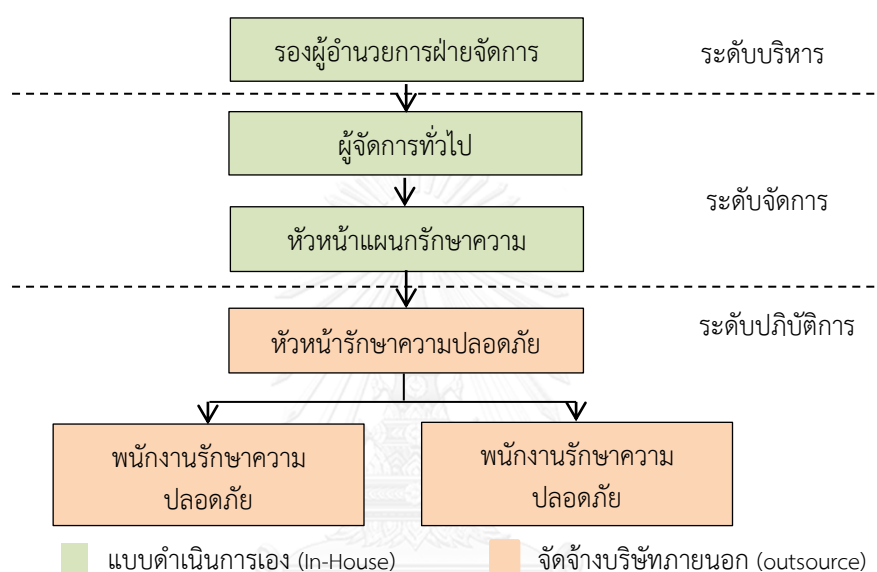 รองผู้อำนวยการฝ่ายจัดการ
ระดับบริหาร
ผู้จัดการทั่วไป
ระดับจัดการ
หัวหน้าแผนกรักษาความ
ระดับปภิบัติการ
หัวหน้ารักษาความปลอดภัย
พนักงานรักษาความ
ปลอดภัย
พนักงานรักษาความ
ปลอดภัย
แบบดำเนินการเอง (In-House)
จัดจ้างบริษัทภายนอก (outsource)